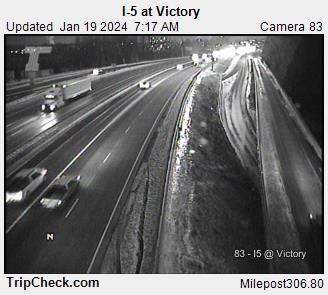 I-5 at Victory
Updated  Jan 19 2024  7:17 AM
Camera 83
N
83 - I5 @ Victory
TripCheck.com
Milepost306.80